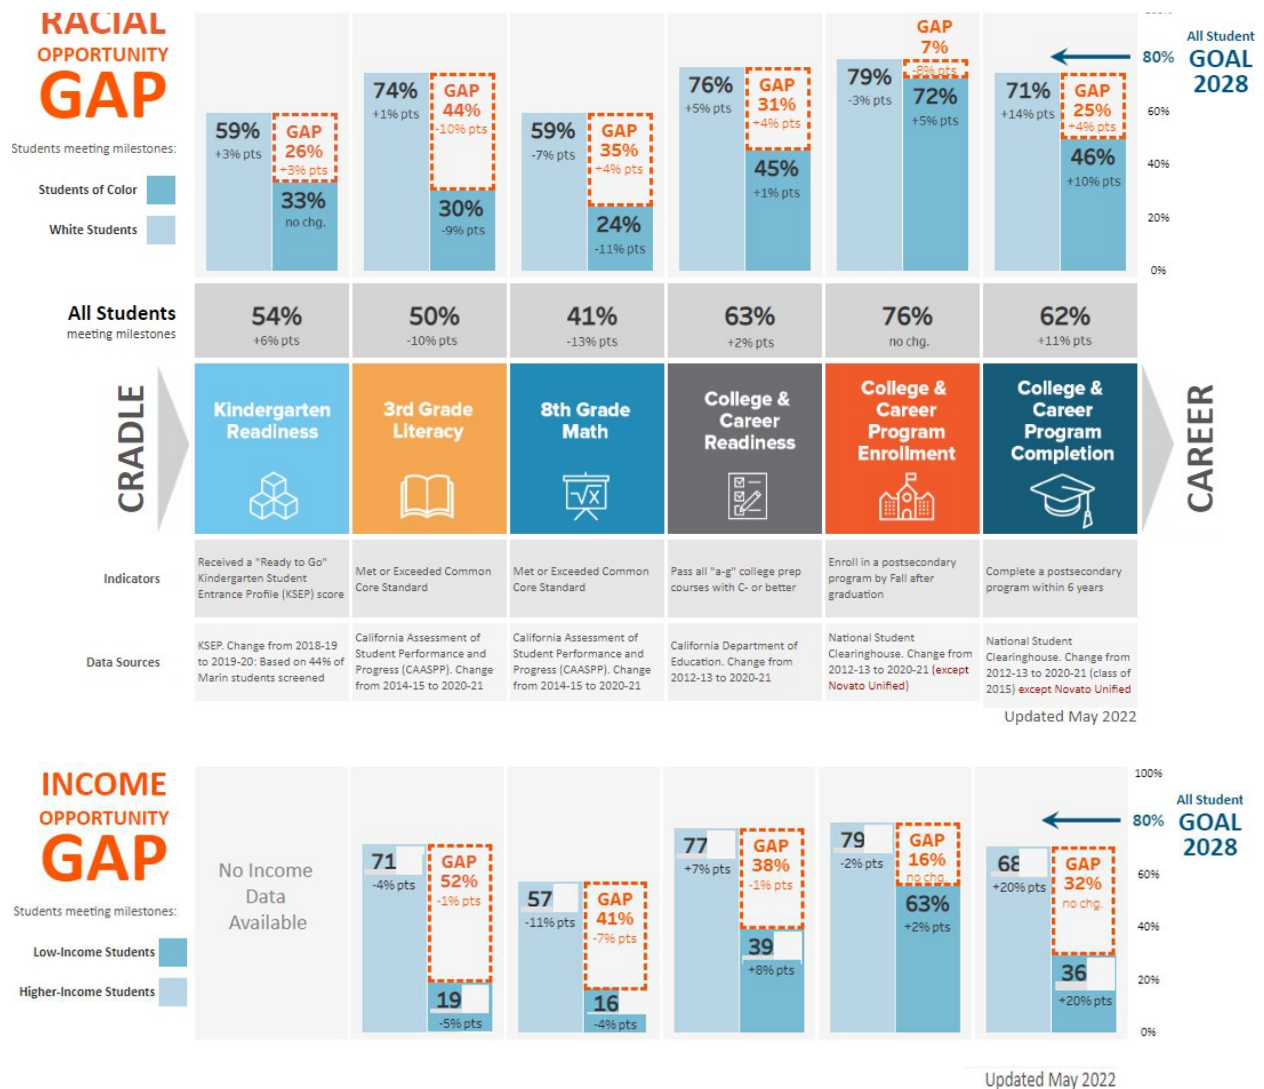 RACIAL
OPPORTUNITY
GAP
Students meeting milestones:
Students of Color
White Students
59%
+3% pts
GAP
26%
+3% pts
33%
no chg.
74%
+1% pts
GAP
44%
-10% pts
30%
-9% pts
59%
-7% pts
GAP
35%
+4% pts
24%
-11% pts
76%
+5% pts
GAP
31%
+4% pts
45%
+1% pts
79%
-3% pts
GAP
7%
-8% pts
72%
+5% pts
71%
+14% pts
GAP
25%
+4% pts
46%
+10% pts
80%
60%
40%
20%
0%
All Student
GOAL
2028
All Students
meeting milestones
54%
+6% pts
50%
-10% pts
41%
-13% pts
63%
+2% pts
76%
no chg.
62%
+11% pts
CRADLE
Kindergarten
Readiness
3rd Grade
Literacy
8th Grade
Math
√x
College &
Career
Readiness
College &
Career
Program
Enrollment
College &
Career
Program
Completion
CAREER
Indicators
Received a "Ready to Go"
Kindergarten Student
Entrance Profile (KSEP) score
Met or Exceeded Common
Core Standard
Met or Exceeded Common
Core Standard
Pass all "a-g" college prep
courses with C- or better
Enroll in a postsecondary
program by Fall after
graduation
Complete a postsecondary
program within 6 years
Data Sources
KSEP. Change from 2018-19
to 2019-20: Based on 44% of
Marin students screened
California Assessment of
Student Performance and
Progress (CAASPP). Change
from 2014-15 to 2020-21
California Assessment of
Student Performance and
Progress (CAASPP). Change
from 2014-15 to 2020-21
California Department of
Education. Change from
2012-13 to 2020-21
National Student
Clearinghouse. Change from
2012-13 to 2020-21 (except
Novato Unified)
National Student
Clearinghouse. Change from
2012-13 to 2020-21 (class of
2015) except Novato Unified
Updated May 2022
INCOME
OPPORTUNITY
GAP
Students meeting milestones:
Low-Income Students
Higher-Income Students
No Income
Data
Available
71
-4% pts
GAP
52%
-1% pts
19
-5% pts
57
-11% pts
GAP
41%
-7% pts
16
-4% pts
77
+7% pts
GAP
38%
-1% pts
39
+8% pts
79
-2% pts
GAP
16%
no chg.
63%
+2% pts
68
+20% pts
GAP
32%
no chg.
36
+20% pts
100%
80%
60%
40%
20%
0%
All Student
GOAL
2028
Updated May 2022